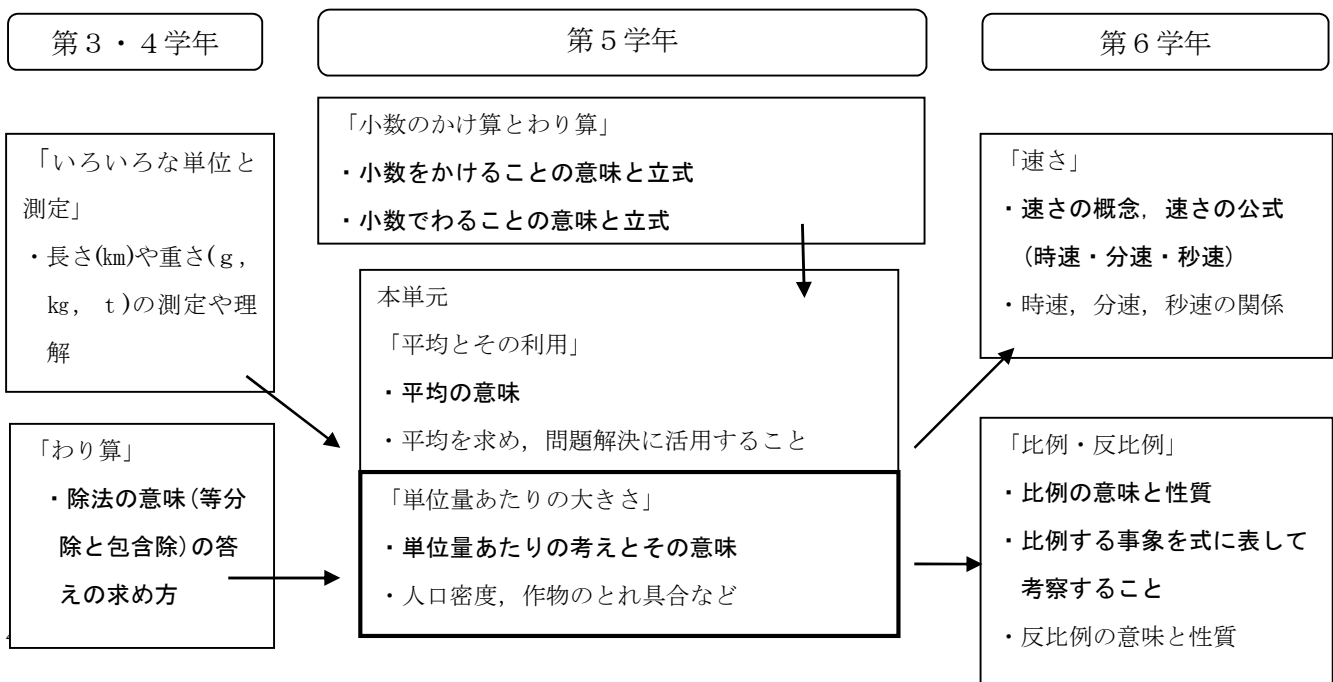 第３・４学年
第５学年
第６学年
「いろいろな単位と
測定」
・長さ(㎞)や重さ(ｇ，
㎏，ｔ)の測定や理
解
「わり算」
・除法の意味(等分
除と包含除)の答
えの求め方
「小数のかけ算とわり算」
・小数をかけることの意味と立式
・小数でわることの意味と立式
本単元
「平均とその利用」
・平均の意味
・平均を求め，問題解決に活用すること
「単位量あたりの大きさ」
・単位量あたりの考えとその意味
・人口密度，作物のとれ具合など
「速さ」
・速さの概念，速さの公式
（時速・分速・秒速）
・時速，分速，秒速の関係
「比例・反比例」
・比例の意味と性質
・比例する事象を式に表して
考察すること
・反比例の意味と性質